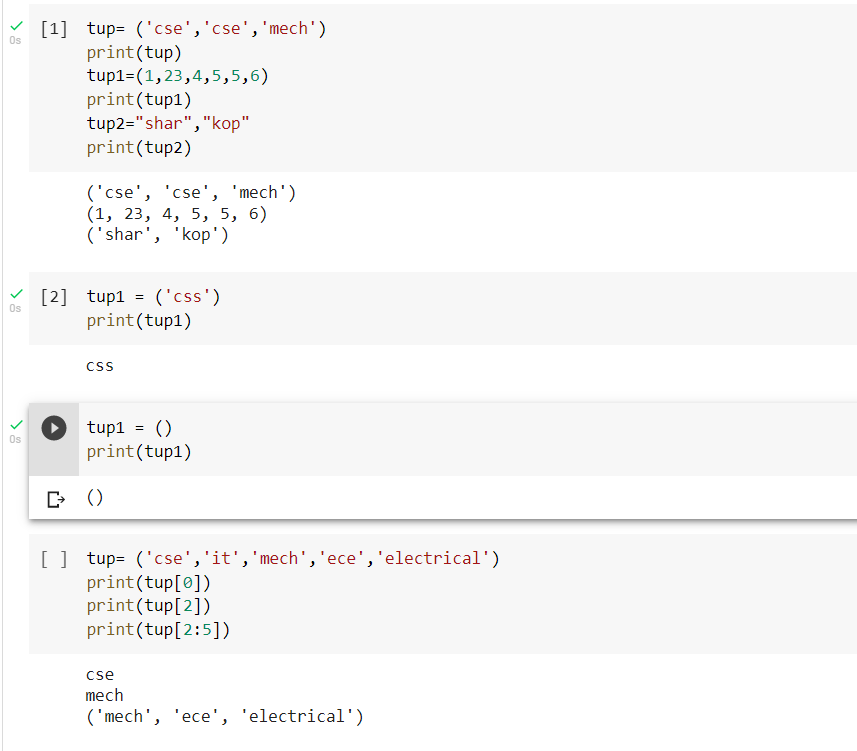 [1] tup= ('cse','cse','mech')
0s
print(tup)
tup1=(1,23,4,5,5,6)
print(tup1)
tup2="shar","kop"
print(tup2)
('cse', 'cse', 'mech')
(1, 23, 4, 5, 5, 6)
('shar', 'kop')
[2] tup1 = ('css')
0s
print(tup1)
css
tup1 = ()
0s
print(tup1)
()
[ ] tup= ('cse','it','mech','ece','electrical')
print(tup[0])
print(tup[2])
print(tup[2:5])
cse
mech
('mech', 'ece', 'electrical')